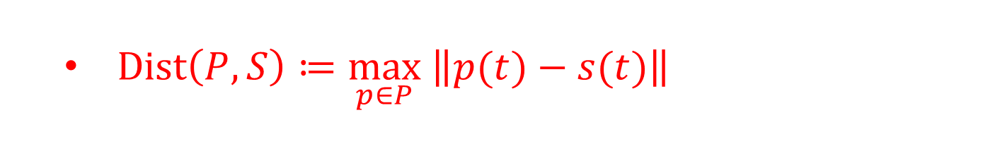 • Dist(P, S) ≔ max_{p∈P} ‖p(t) − s(t)‖